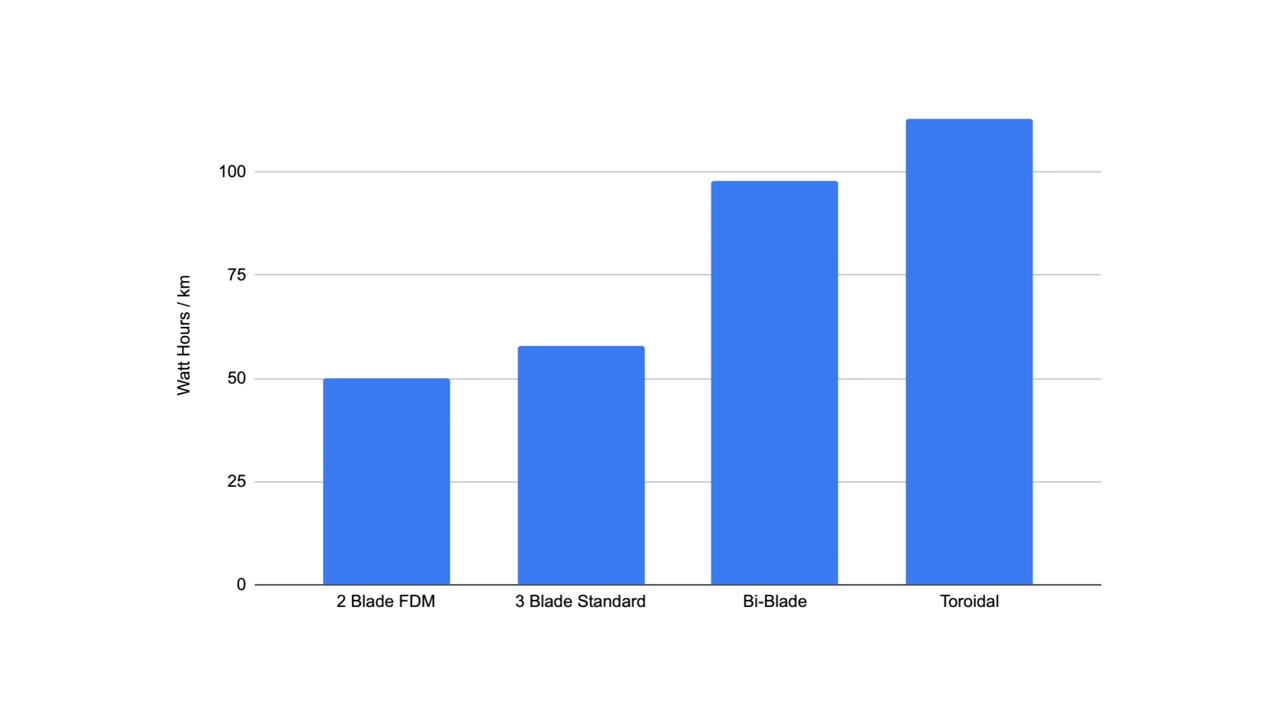 100
75
50
25
0
Watt Hours / km
2 Blade FDM
3 Blade Standard
Bi-Blade
Toroidal